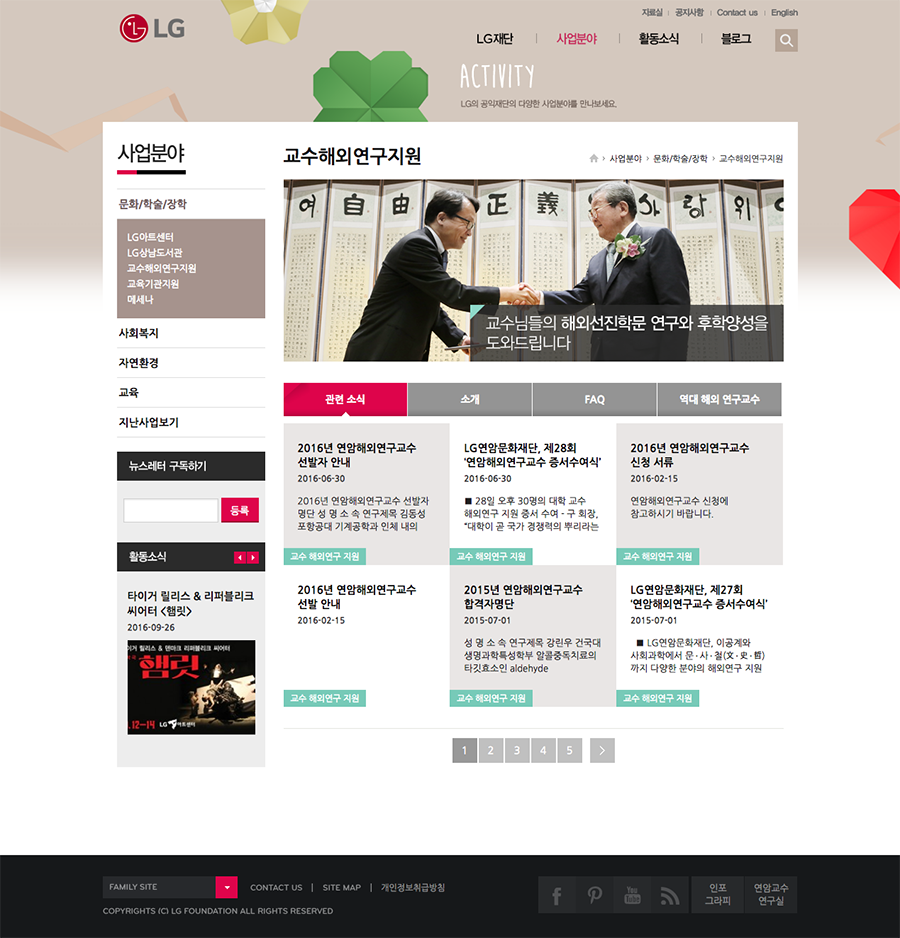 자료실
공지사항
Contact us
English
LG
LG재단
사업분야
활동소식
블로그
ACTIVITY
LG의 공익재단의 다양한 사업분야를 만나보세요.
사업분야
문화/학술/장학
LG아트센터
LG상남도서관
교수해외연구지원
교육기관지원
메세나
사회복지
자연환경
교육
지난사업보기
뉴스레터 구독하기
등록
활동소식
타이거 릴리스 & 리퍼블리크
씨어터 <햄릿>
2016-09-26
이거 릴리스 & 덴마크 리퍼블리크 씨어터
햄릿
.12–14
LG아트센터
교수해외연구지원
사업분야 › 문화/학술/장학 › 교수해외연구지원
자 由 正 義
교수님들의 해외선진학문 연구와 후학양성을
도와드립니다
관련 소식
소개
FAQ
역대 해외 연구교수
2016년 연암해외연구교수
선발자 안내
2016-06-30
2016년 연암해외연구교수 선발자
명단 성 명 소 속 연구제목 김동성
포항공대 기계공학과 인체 내의
교수 해외연구 지원
LG연암문화재단, 제28회
‘연암해외연구교수 증서수여식’
2016-06-30
■ 28일 오후 30명의 대학 교수
해외연구 지원 증서 수여 - 구 회장,
“대학이 곧 국가 경쟁력의 뿌리라는
교수 해외연구 지원
2016년 연암해외연구교수
신청 서류
2016-02-15
연암해외연구교수 신청에
참고하시기 바랍니다.
교수 해외연구 지원
2016년 연암해외연구교수
선발 안내
2016-02-15
교수 해외연구 지원
2015년 연암해외연구교수
합격자명단
2015-07-01
성 명 소 속 연구제목 강린우 건국대
생명과학특성학부 알콜중독치료의
타깃효소인 aldehyde
교수 해외연구 지원
LG연암문화재단, 제27회
‘연암해외연구교수 증서수여식’
2015-07-01
■ LG연암문화재단, 이공계와
사회과학에서 문·사·철(文·史·哲)
까지 다양한 분야의 해외연구 지원
교수 해외연구 지원
1 2 3 4 5 >
FAMILY SITE
CONTACT US | SITE MAP | 개인정보취급방침
COPYRIGHTS (C) LG FOUNDATION ALL RIGHTS RESERVED
You Tube
인포
그라피
연암교수
연구실